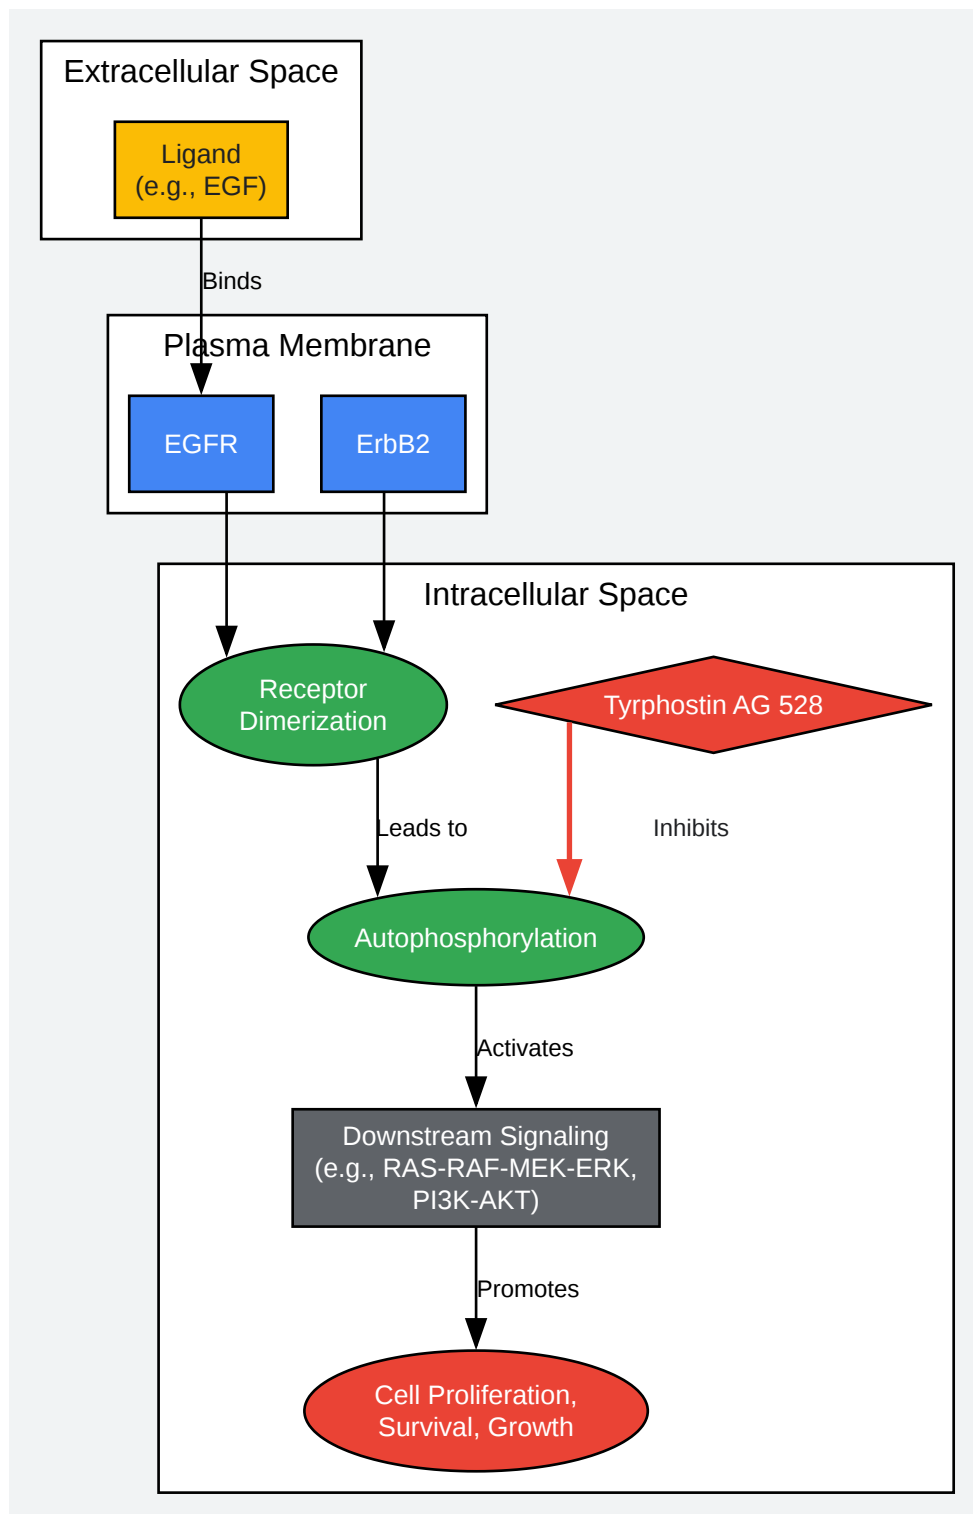 Extracellular Space
Ligand
(e.g., EGF)
Binds
Plasma Membrane
EGFR
ErbB2
Intracellular Space
Receptor
Dimerization
Tyrphostin AG 528
Leads to
Inhibits
Autophosphorylation
Activates
Downstream Signaling
(e.g., RAS-RAF-MEK-ERK,
PI3K-AKT)
Promotes
Cell Proliferation,
Survival, Growth